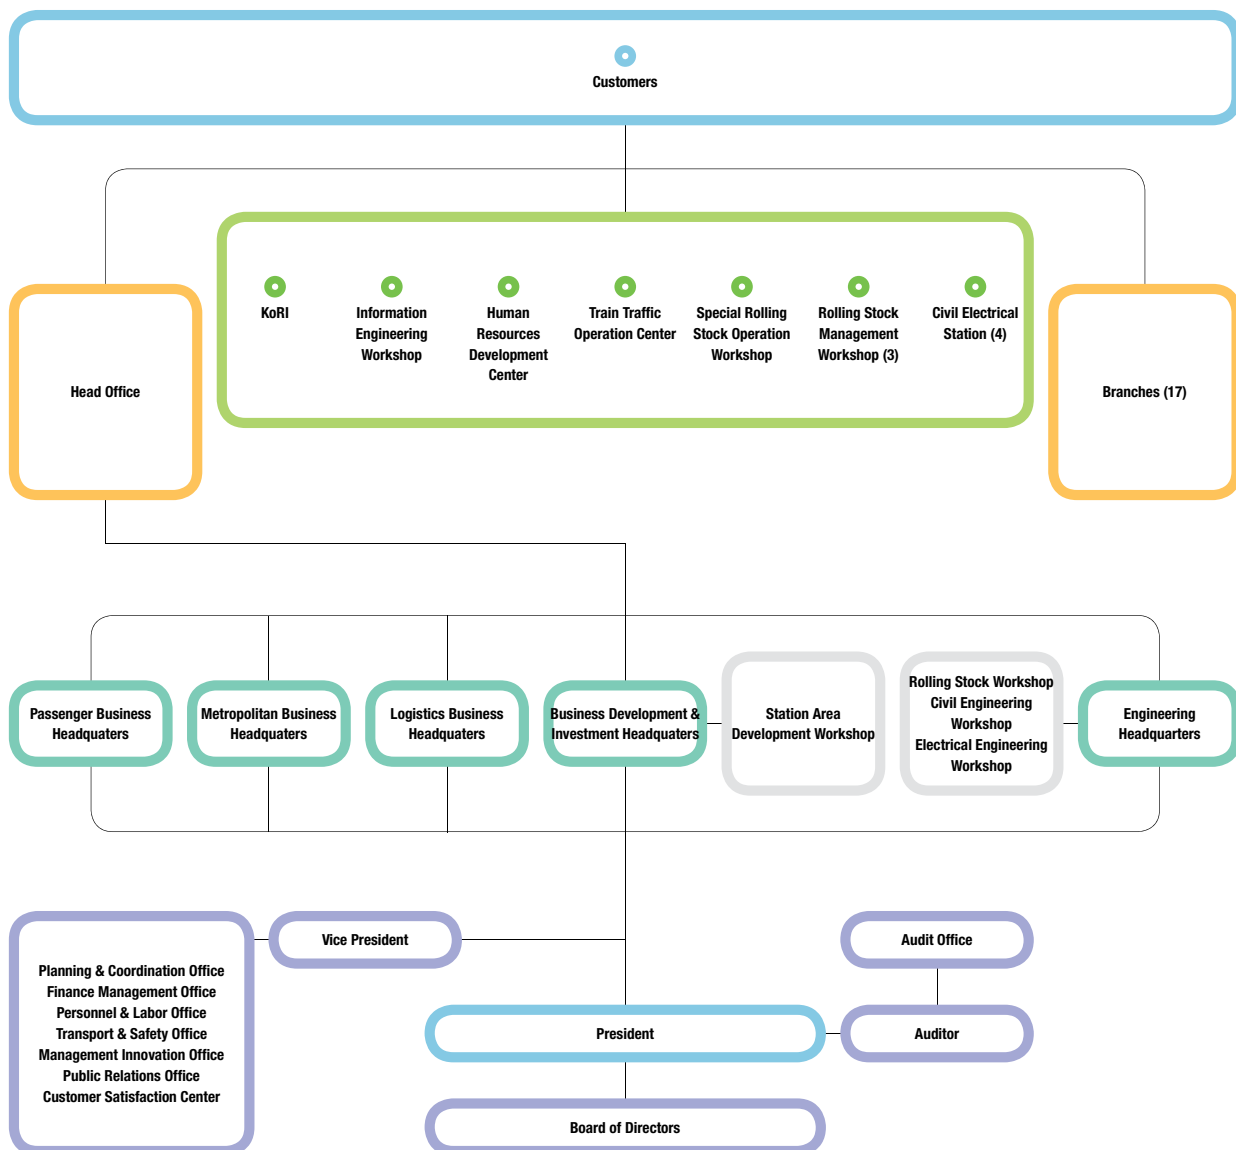 Customers
KoRI
Information
Engineering
Workshop
Human
Resources
Development
Center
Train Traffic
Operation Center
Special Rolling
Stock Operation
Workshop
Rolling Stock
Management
Workshop (3)
Civil Electrical
Station (4)
Head Office
Branches (17)
Passenger Business
Headquaters
Metropolitan Business
Headquaters
Logistics Business
Headquaters
Business Development &
Investment Headquaters
Station Area
Development Workshop
Rolling Stock Workshop
Civil Engineering
Workshop
Electrical Engineering
Workshop
Engineering
Headquarters
Vice President
Audit Office
Planning & Coordination Office
Finance Management Office
Personnel & Labor Office
Transport & Safety Office
Management Innovation Office
Public Relations Office
Customer Satisfaction Center
President
Auditor
Board of Directors